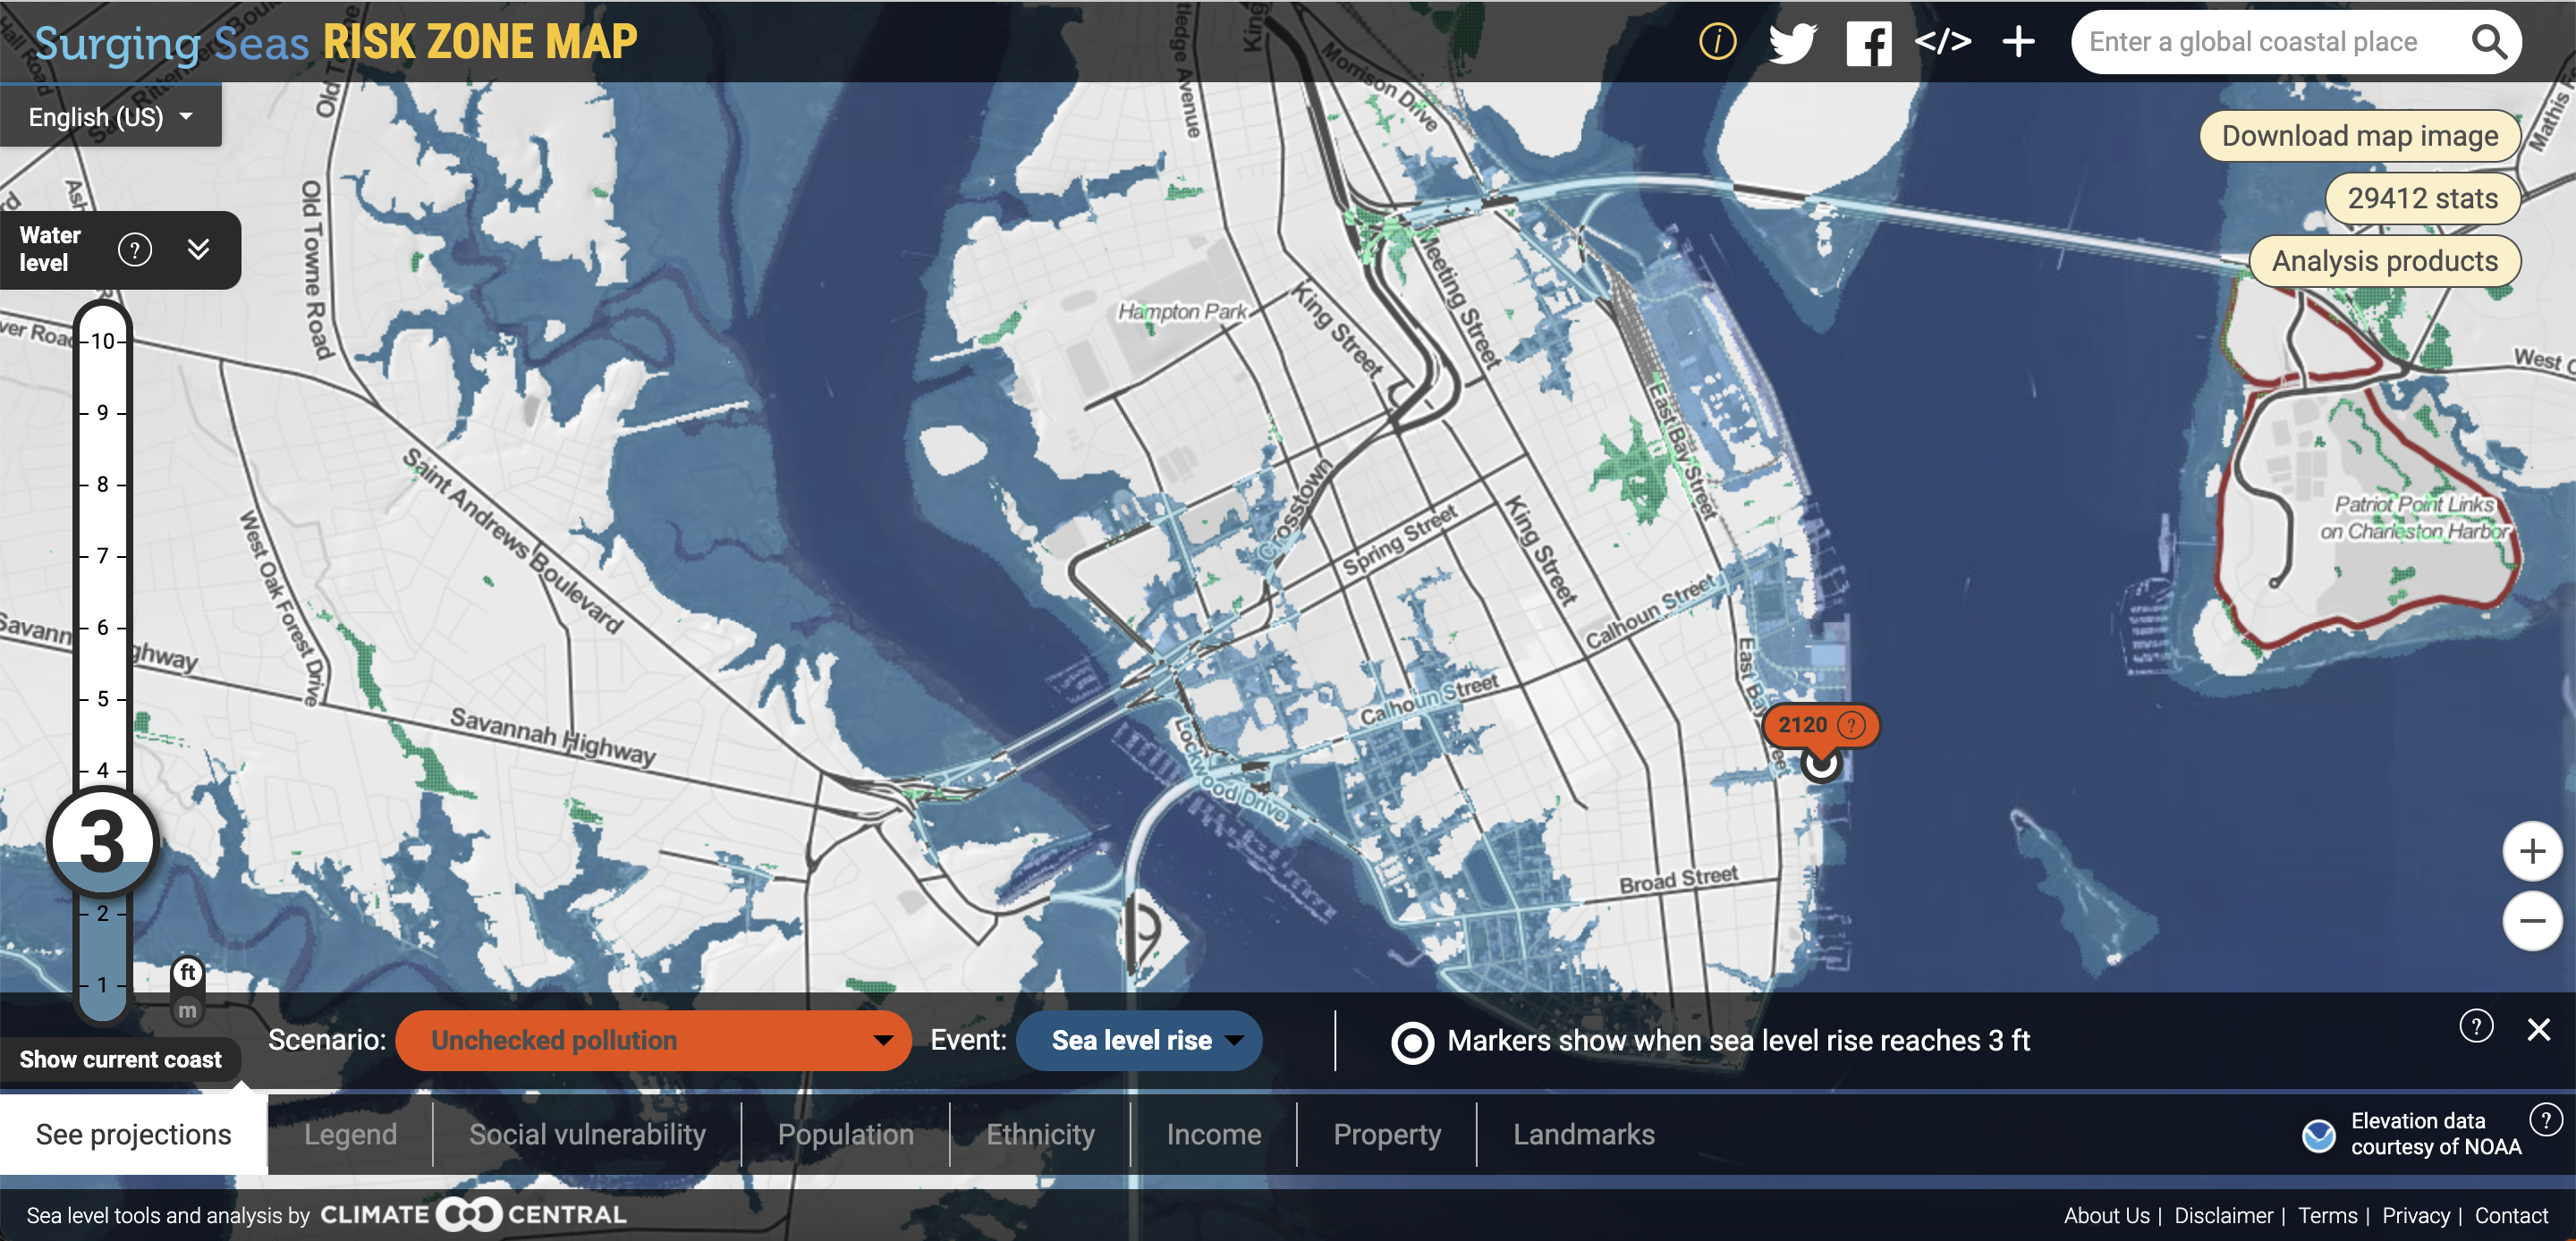 Surging Seas RISK ZONE MAP
Enter a global coastal place
English (US)
Download map image
29412 stats
Analysis products
Water
level
?
10
9
8
7
6
5
4
3
2
1
ft
m
Old Towne Road
Saint Andrews Boulevard
West Oak Forest Drive
Savannah Highway
Morrison Drive
Hampton Park
King Street
Meeting Street
East Bay Street
Crosstown
Spring Street
King Street
Calhoun Street
Calhoun Street
Lockwood Drive
Broad Street
Patriot Point Links
on Charleston Harbor
2120 ?
Show current coast
Scenario: Unchecked pollution
Event: Sea level rise
Markers show when sea level rise reaches 3 ft
?
See projections
Legend
Social vulnerability
Population
Ethnicity
Income
Property
Landmarks
Elevation data
courtesy of NOAA
?
Sea level tools and analysis by CLIMATE CENTRAL
About Us | Disclaimer | Terms | Privacy | Contact